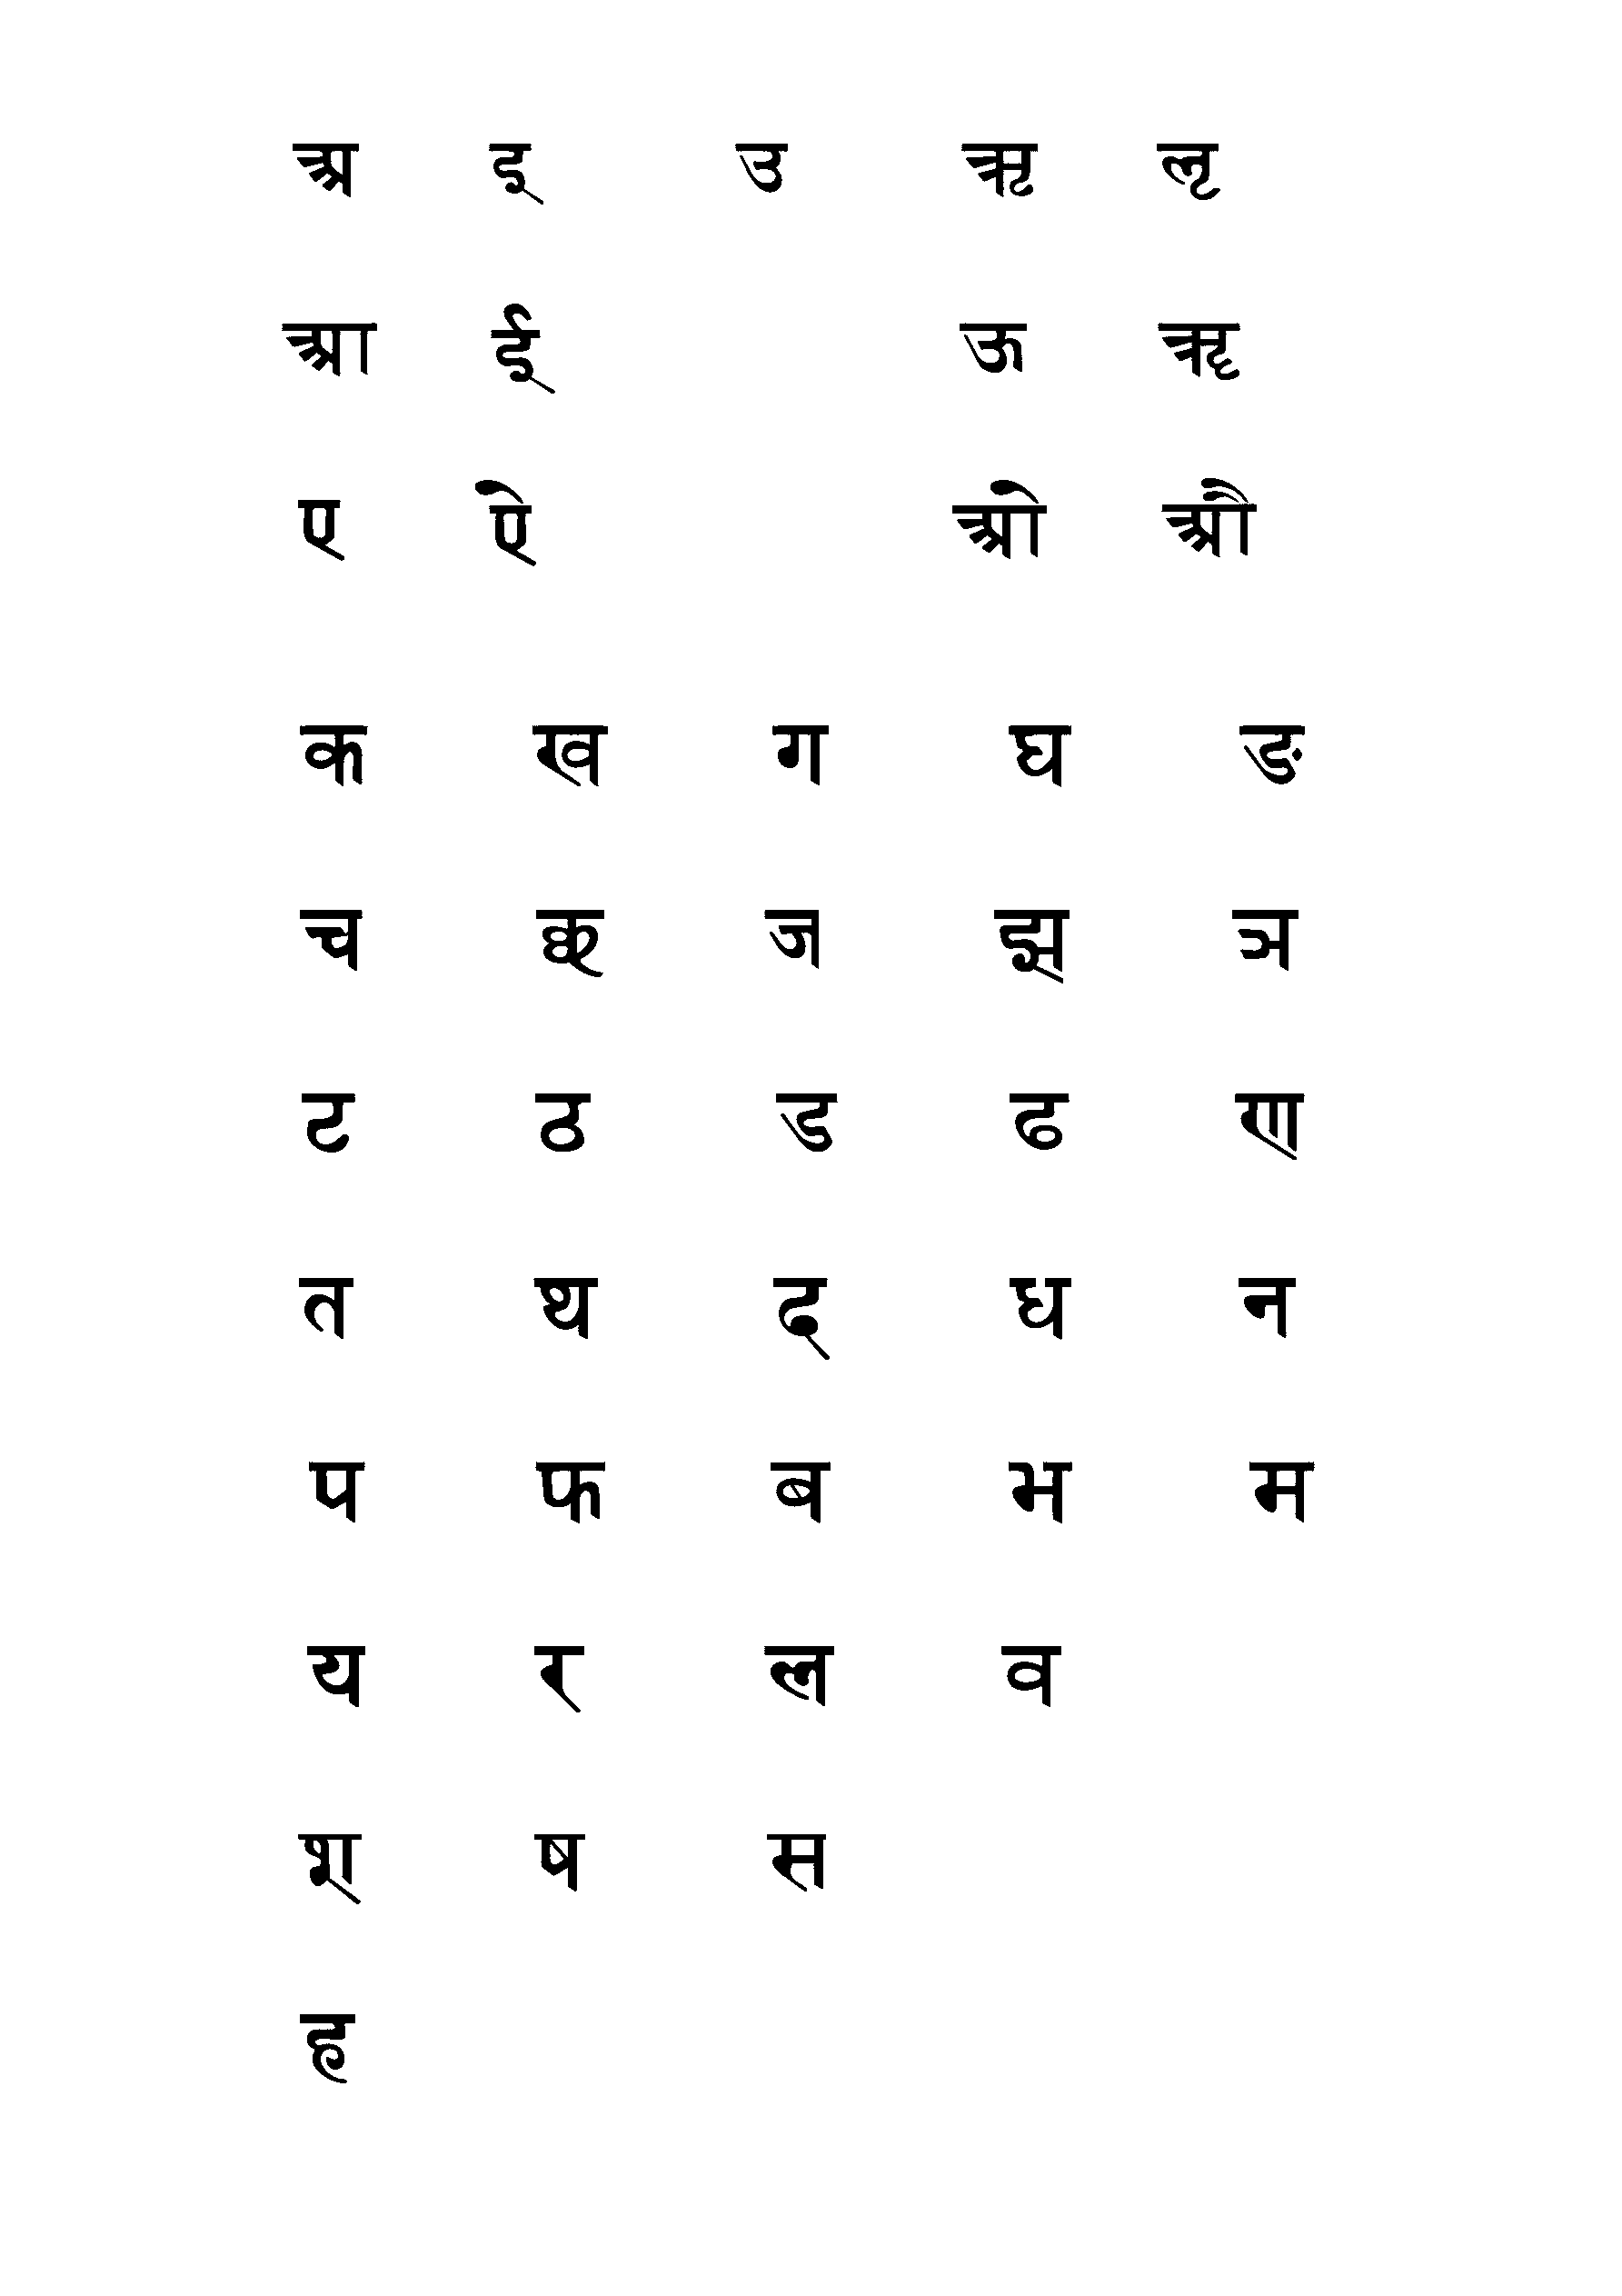 अ इ उ ऋ ऌ
आ ई ऊ ॠ
ए ऐ ओ औ
क ख ग घ ङ
च छ ज झ ञ
ट ठ ड ढ ण
त थ द ध न
प फ ब भ म
य र ल व
श ष स
ह